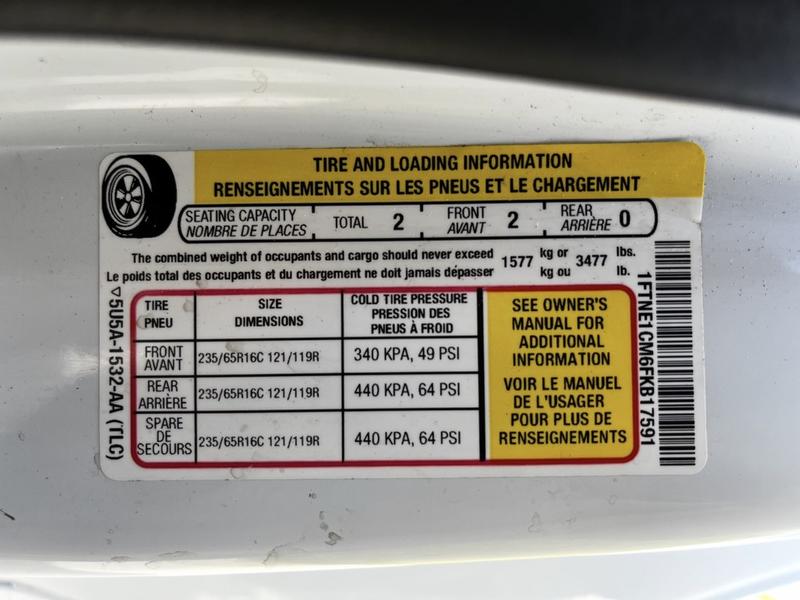 TIRE AND LOADING INFORMATION
RENSEIGNEMENTS SUR LES PNEUS ET LE CHARGEMENT
SEATING CAPACITY
NOMBRE DE PLACES
TOTAL 2
FRONT
AVANT
2
REAR
ARRIÈRE
0
The combined weight of occupants and cargo should never exceed
Le poids total des occupants et du chargement ne doit jamais dépasser
1577
kg or
kg ou
3477
lbs.
lb.
TIRE
PNEU
SIZE
DIMENSIONS
COLD TIRE PRESSURE
PRESSION DES
PNEUS À FROID
FRONT
AVANT
235/65R16C 121/119R
340 KPA, 49 PSI
REAR
ARRIÈRE
235/65R16C 121/119R
440 KPA, 64 PSI
SPARE
DE
SECOURS
235/65R16C 121/119R
440 KPA, 64 PSI
SEE OWNER'S
MANUAL FOR
ADDITIONAL
INFORMATION
VOIR LE MANUEL
DE L'USAGER
POUR PLUS DE
RENSEIGNEMENTS
5U5A-1532-AA (TLC)
1FTNE1CM6FKB17591